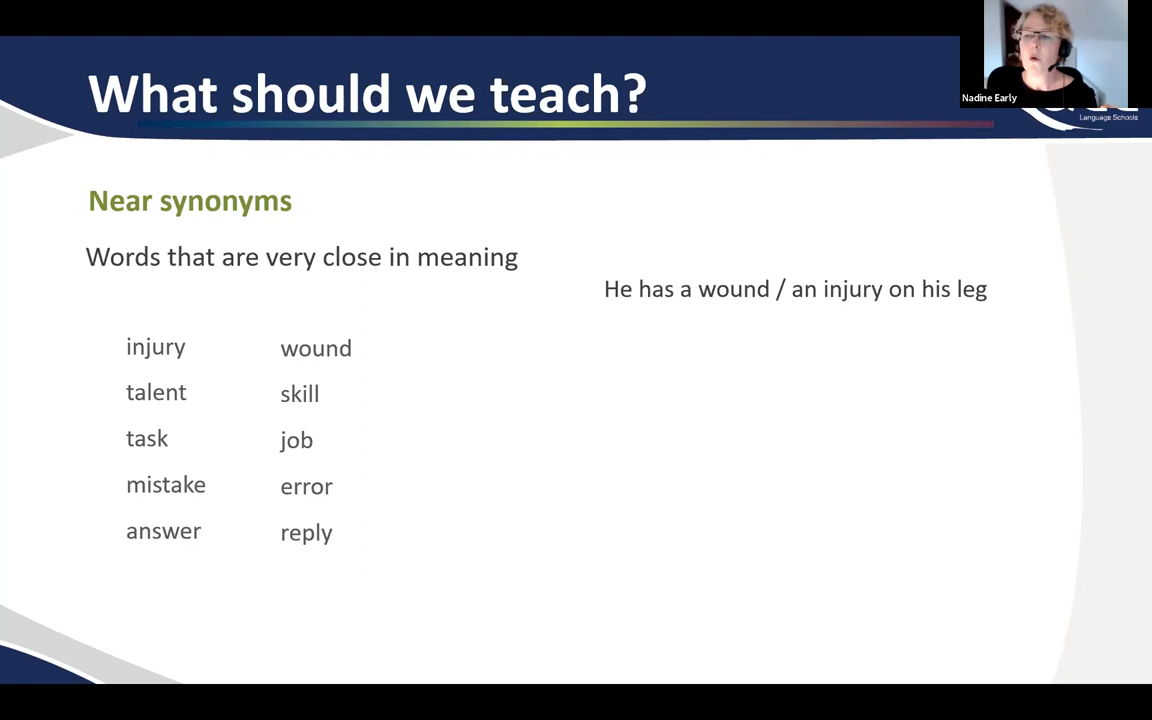 What should we teach?
Nadine Early
Language Schools
Near synonyms
Words that are very close in meaning
He has a wound / an injury on his leg
injury wound
talent skill
task job
mistake error
answer reply